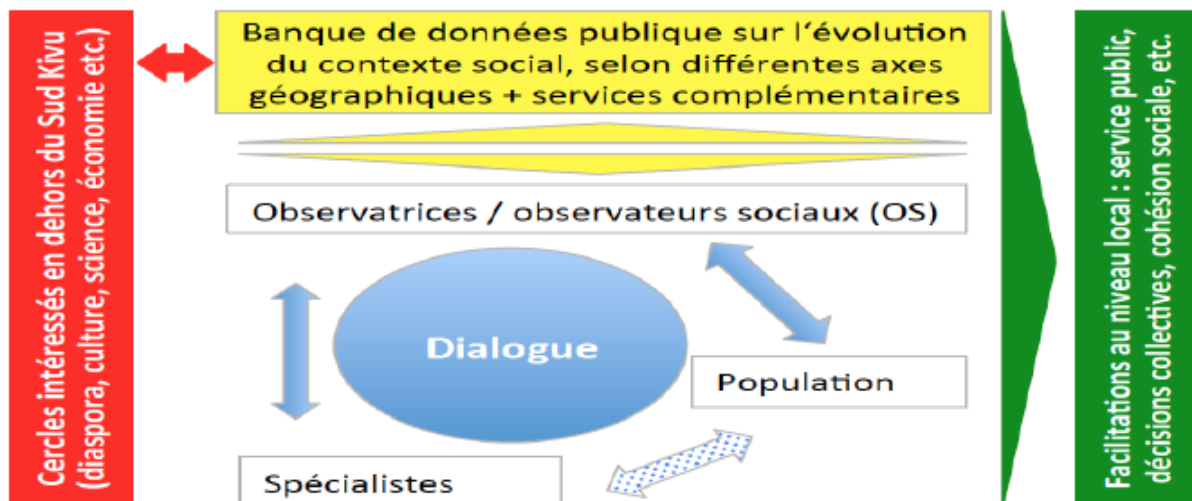 Cercles intéressés en dehors du Sud Kivu
(diaspora, culture, science, économie etc.)
Banque de données publique sur l‘évolution
du contexte social, selon différentes axes
géographiques + services complémentaires
Observatrices / observateurs sociaux (OS)
Dialogue
Population
Spécialistes
Facilitations au niveau local : service public,
décisions collectives, cohésion sociale, etc.